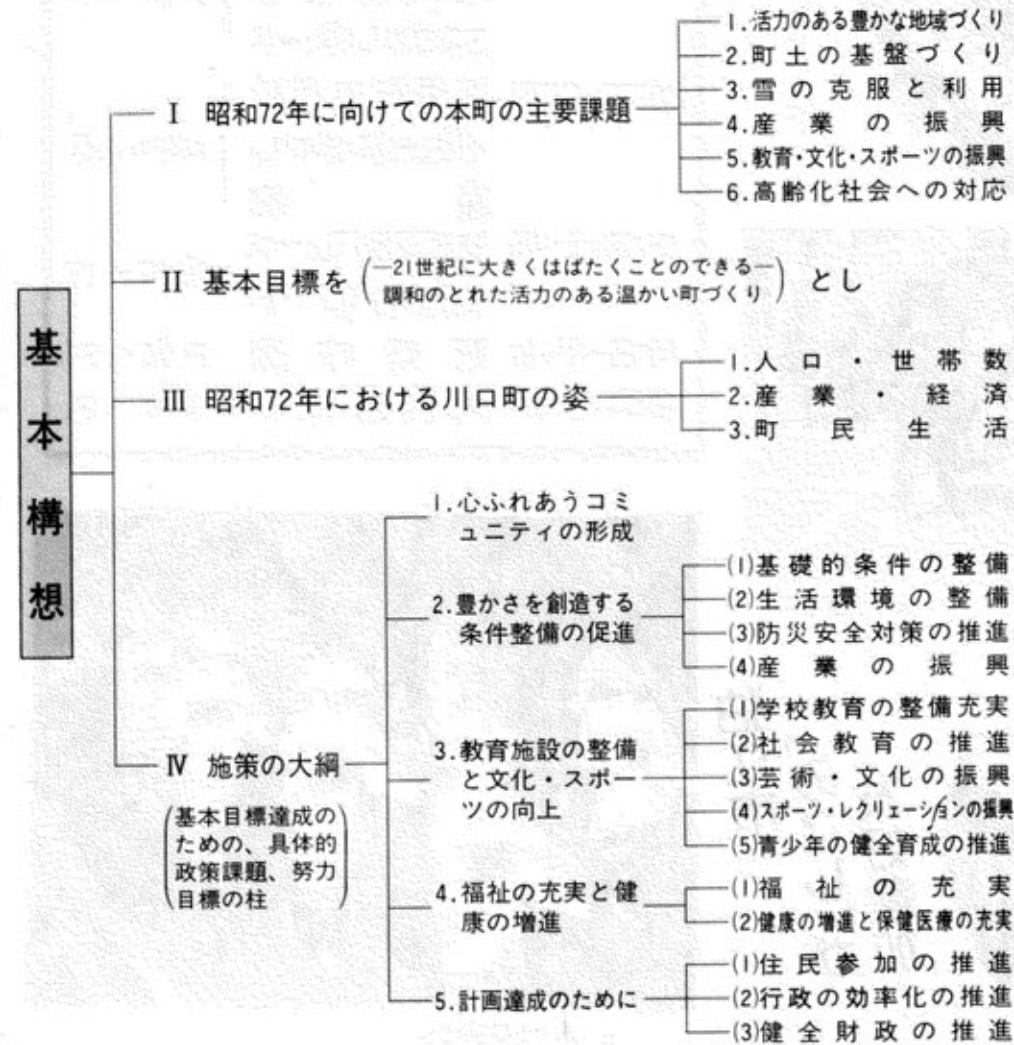 基本構想
Ⅰ 昭和72年に向けての本町の主要課題
1.活力のある豊かな地域づくり
2.町土の基盤づくり
3.雪の克服と利用
4.産業の振興
5.教育・文化・スポーツの振興
6.高齢化社会への対応
Ⅱ 基本目標を
—21世紀に大きくはばたくことのできる—
調和のとれた活力のある温かい町づくり
とし
Ⅲ 昭和72年における川口町の姿
1.人口・世帯数
2.産業・経済
3.町民生活
Ⅳ 施策の大綱
(基本目標達成の
ための、具体的
政策課題、努力
目標の柱)
1.心ふれあうコミ
ュニティの形成
2.豊かさを創造する
条件整備の促進
(1)基礎的条件の整備
(2)生活環境の整備
(3)防災安全対策の推進
(4)産業の振興
3.教育施設の整備
と文化・スポー
ツの向上
(1)学校教育の整備充実
(2)社会教育の推進
(3)芸術・文化の振興
(4)スポーツ・レクリェーションの振興
(5)青少年の健全育成の推進
4.福祉の充実と健
康の増進
(1)福祉の充実
(2)健康の増進と保健医療の充実
5.計画達成のために
(1)住民参加の推進
(2)行政の効率化の推進
(3)健全財政の推進